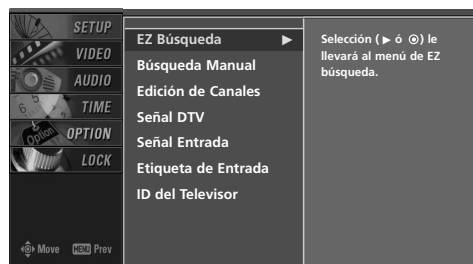 SETUP
VIDEO
AUDIO
TIME
OPTION
LOCK
Move MENU Prev
EZ Búsqueda ►
Búsqueda Manual
Edición de Canales
Señal DTV
Señal Entrada
Etiqueta de Entrada
ID del Televisor
Selección ( ► ó ◉) le
llevará al menú de EZ
búsqueda.